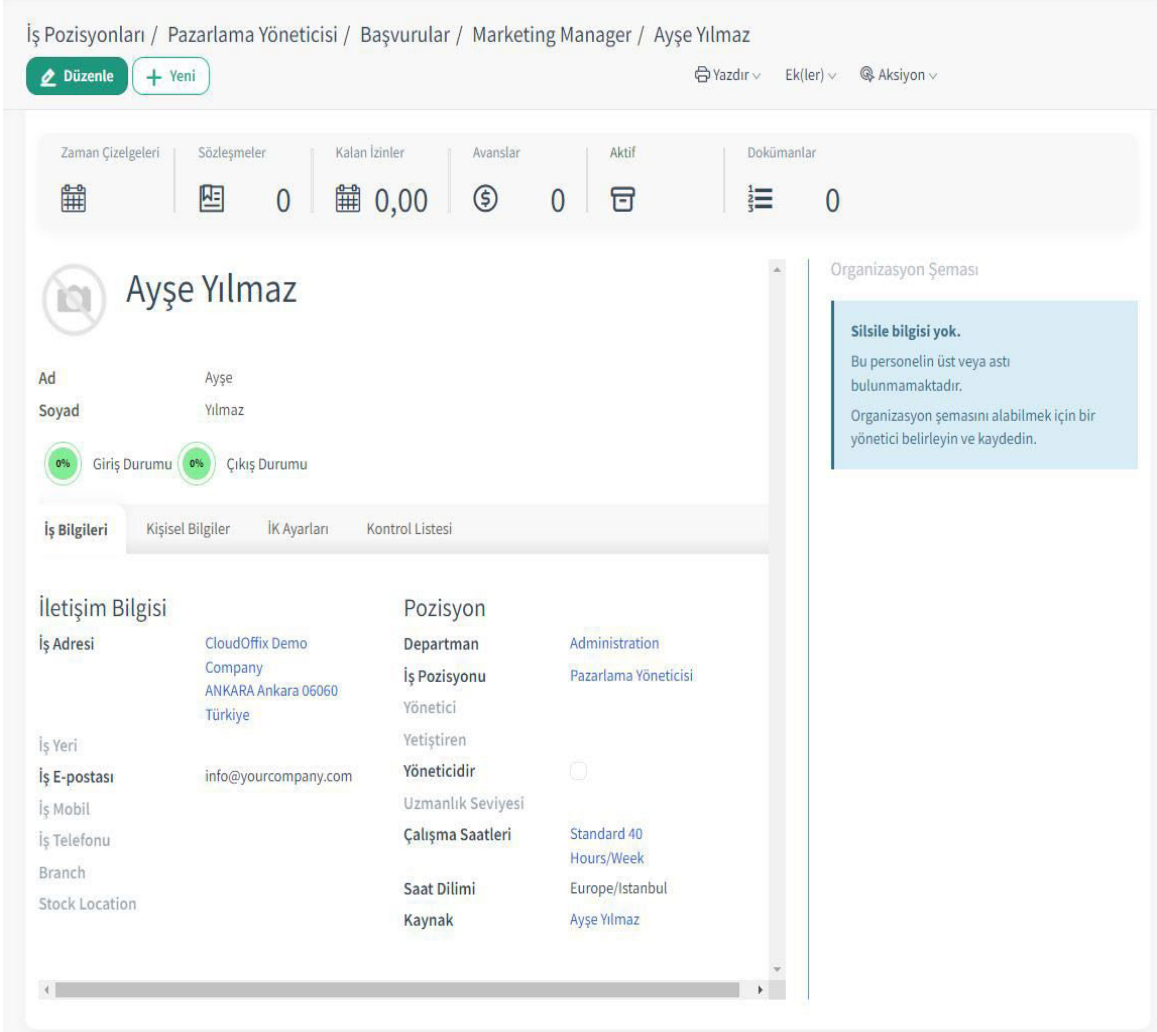 İş Pozisyonları / Pazarlama Yöneticisi / Başvurular / Marketing Manager / Ayşe Yılmaz
Düzenle + Yeni Yazdır Ek(ler) Aksiyon
Zaman Çizelgeleri Sözleşmeler Kalan İzinler Avanslar Aktif Dokümanlar
0 0,00 0 0
Ayşe Yılmaz
Ad Ayşe
Soyad Yılmaz
0% Giriş Durumu 0% Çıkış Durumu
İş Bilgileri Kişisel Bilgiler İK Ayarları Kontrol Listesi
İletişim Bilgisi
İş Adresi CloudOffix Demo
Company
ANKARA Ankara 06060
Türkiye
İş Yeri
İş E-postası info@yourcompany.com
İş Mobil
İş Telefonu
Branch
Stock Location
Pozisyon
Departman Administration
İş Pozisyonu Pazarlama Yöneticisi
Yönetici
Yetiştiren
Yöneticidir
Uzmanlık Seviyesi
Çalışma Saatleri Standard 40
Hours/Week
Saat Dilimi Europe/Istanbul
Kaynak Ayşe Yılmaz
Organizasyon Şeması
Silsile bilgisi yok.
Bu personelin üst veya astı
bulunmamaktadır.
Organizasyon şemasını alabilmek için bir
yönetici belirleyin ve kaydedin.